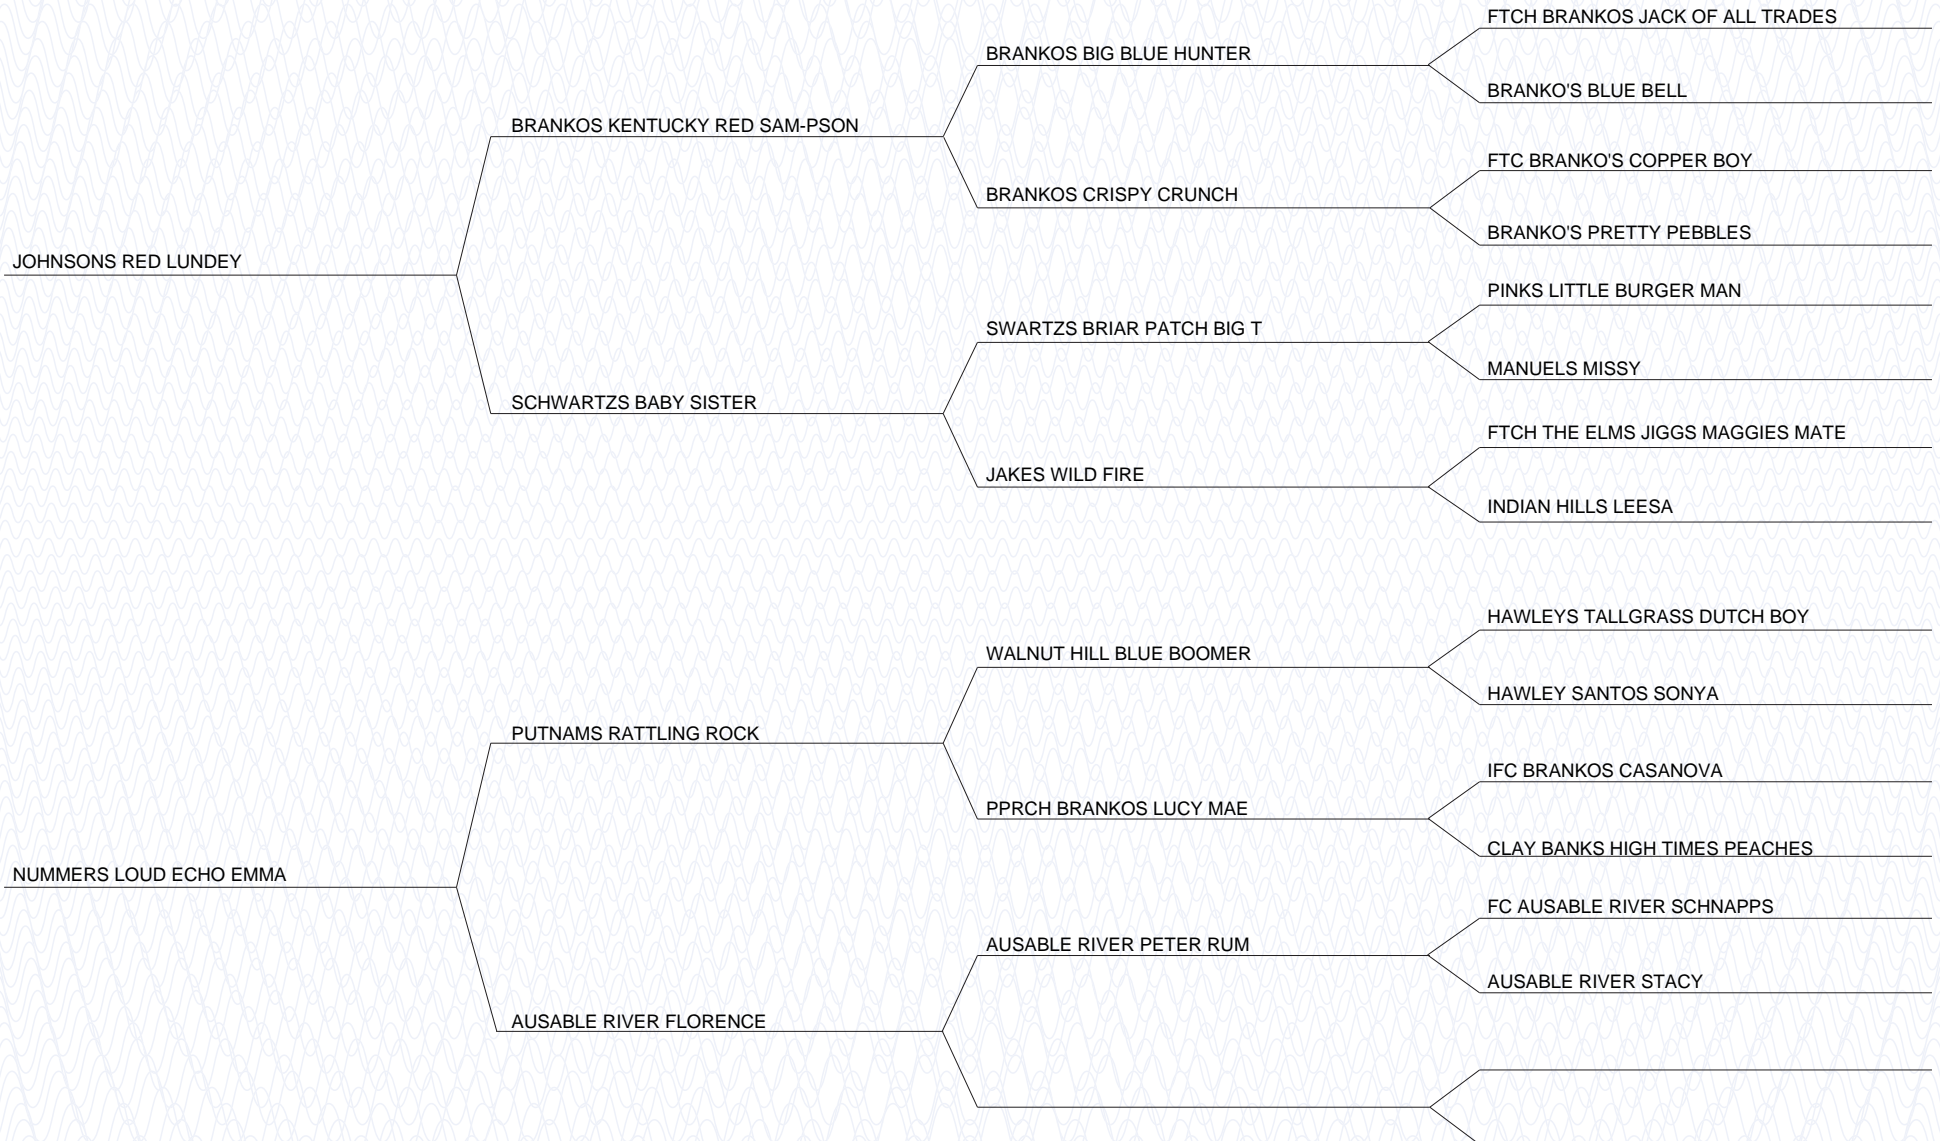 FTCH BRANKOS JACK OF ALL TRADES
BRANKOS BIG BLUE HUNTER
BRANKO'S BLUE BELL
BRANKOS KENTUCKY RED SAM-PSON
FTC BRANKO'S COPPER BOY
BRANKOS CRISPY CRUNCH
BRANKO'S PRETTY PEBBLES
JOHNSONS RED LUNDEY
PINKS LITTLE BURGER MAN
SWARTZS BRIAR PATCH BIG T
MANUELS MISSY
SCHWARTZS BABY SISTER
FTCH THE ELMS JIGGS MAGGIES MATE
JAKES WILD FIRE
INDIAN HILLS LEESA
HAWLEYS TALLGRASS DUTCH BOY
WALNUT HILL BLUE BOOMER
HAWLEY SANTOS SONYA
PUTNAMS RATTLING ROCK
IFC BRANKOS CASANOVA
PPRCH BRANKOS LUCY MAE
CLAY BANKS HIGH TIMES PEACHES
NUMMERS LOUD ECHO EMMA
FC AUSABLE RIVER SCHNAPPS
AUSABLE RIVER PETER RUM
AUSABLE RIVER STACY
AUSABLE RIVER FLORENCE